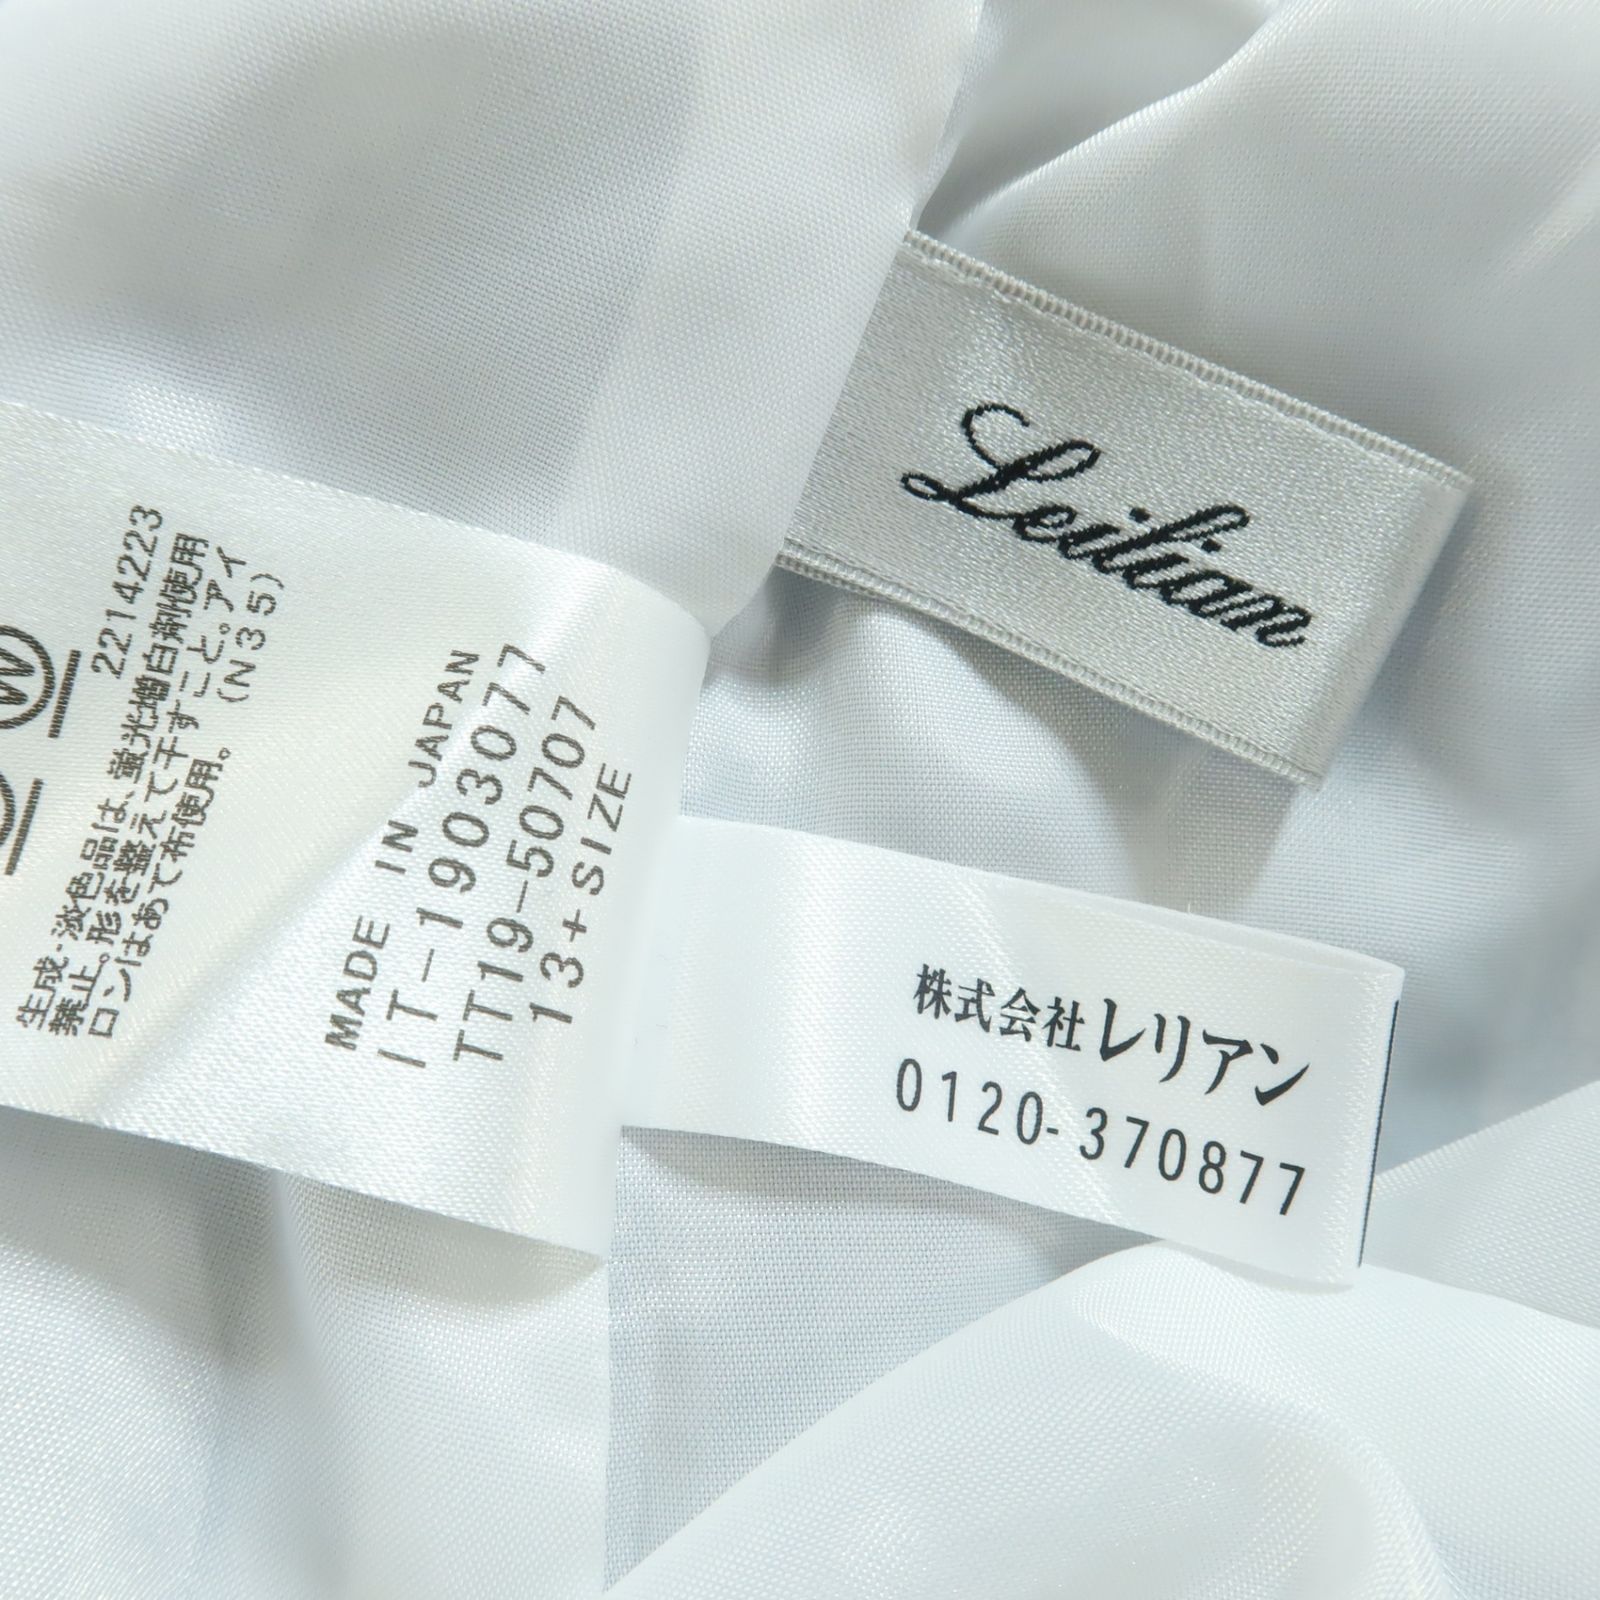 Leilian
2214223
生成・淡色品は、蛍光増白剤使用
禁止。形を整えて干すこと。アイ
ロンはあて布使用。 (N35)
MADE IN JAPAN
IT-1903077
TT19-50707
13+SIZE
株式会社レリアン
0120-370877
W